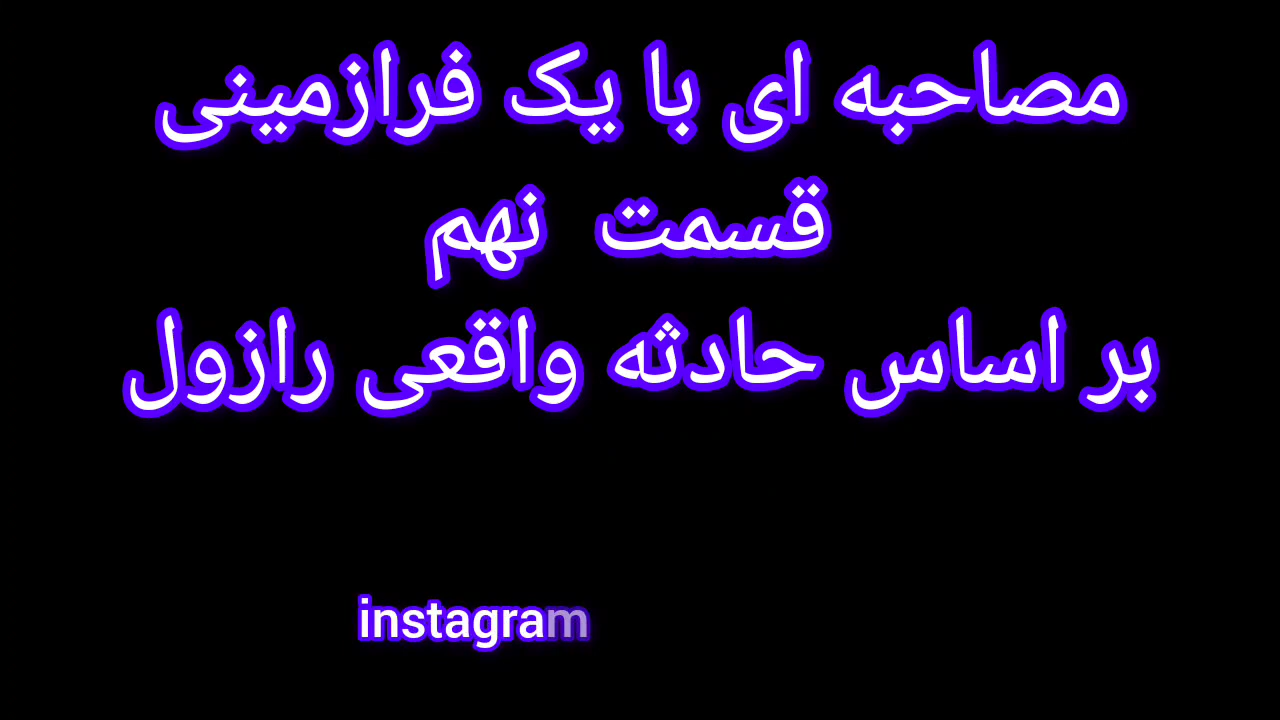 مصاحبه ای با یک فرازمینی
قسمت نهم
بر اساس حادثه واقعی رازول
instagram